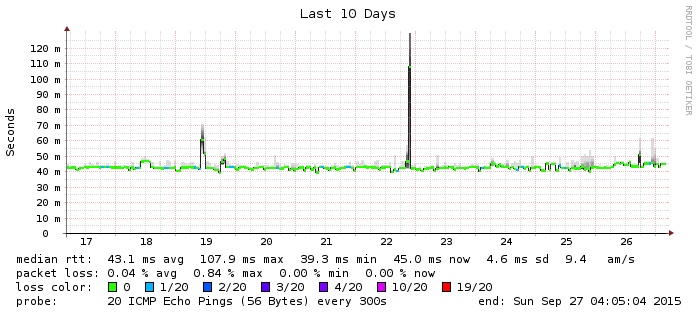 Last 10 Days
RRDTOOL / TOBI OETIKER
Seconds
120 m
110 m
100 m
90 m
80 m
70 m
60 m
50 m
40 m
30 m
20 m
10 m
0
17 18 19 20 21 22 23 24 25 26
median rtt: 43.1 ms avg 107.9 ms max 39.3 ms min 45.0 ms now 4.6 ms sd 9.4 am/s
packet loss: 0.04 % avg 0.84 % max 0.00 % min 0.00 % now
loss color: 0 1/20 2/20 3/20 4/20 10/20 19/20
probe: 20 ICMP Echo Pings (56 Bytes) every 300s end: Sun Sep 27 04:05:04 2015